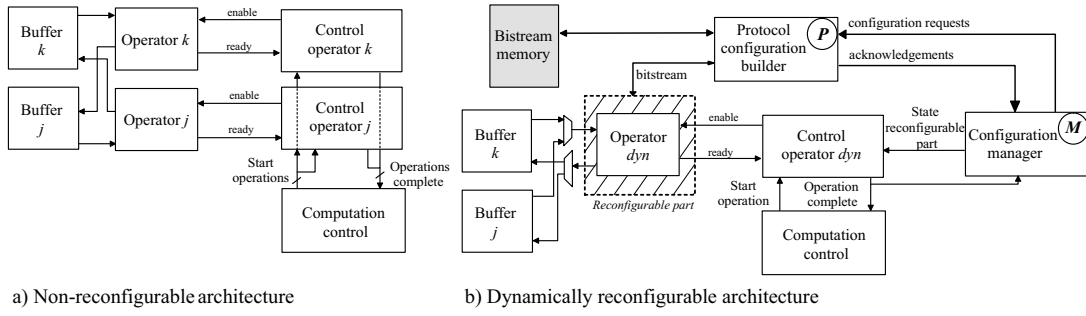 Buffer
k
Operator k
enable
ready
Control
operator k
Buffer
j
Operator j
enable
ready
Control
operator j
Start
operations
Operations
complete
Computation
control
a) Non-reconfigurable architecture
Bistream
memory
Protocol
configuration
builder
P
configuration requests
acknowledgements
bitstream
Buffer
k
Operator
dyn
enable
ready
Control
operator dyn
State
reconfigurable
part
Configuration
manager
M
Buffer
j
Reconfigurable part
Start
operation
Operation
complete
Computation
control
b) Dynamically reconfigurable architecture